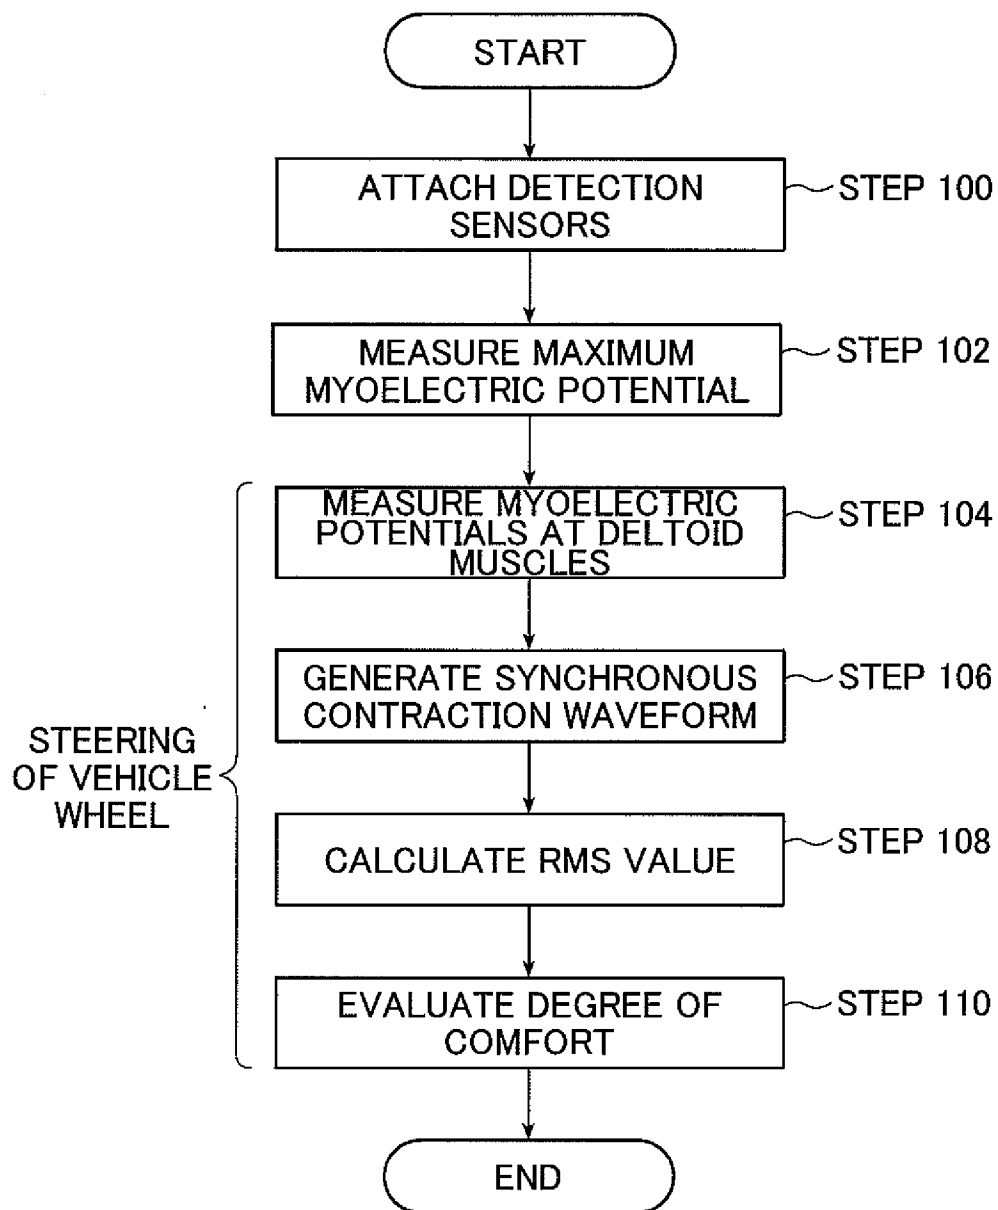 START
ATTACH DETECTION
SENSORS
STEP 100
MEASURE MAXIMUM
MYOELECTRIC POTENTIAL
STEP 102
MEASURE MYOELECTRIC
POTENTIALS AT DELTOID
MUSCLES
STEP 104
GENERATE SYNCHRONOUS
CONTRACTION WAVEFORM
STEP 106
STEERING
OF VEHICLE
WHEEL
CALCULATE RMS VALUE
STEP 108
EVALUATE DEGREE OF
COMFORT
STEP 110
END